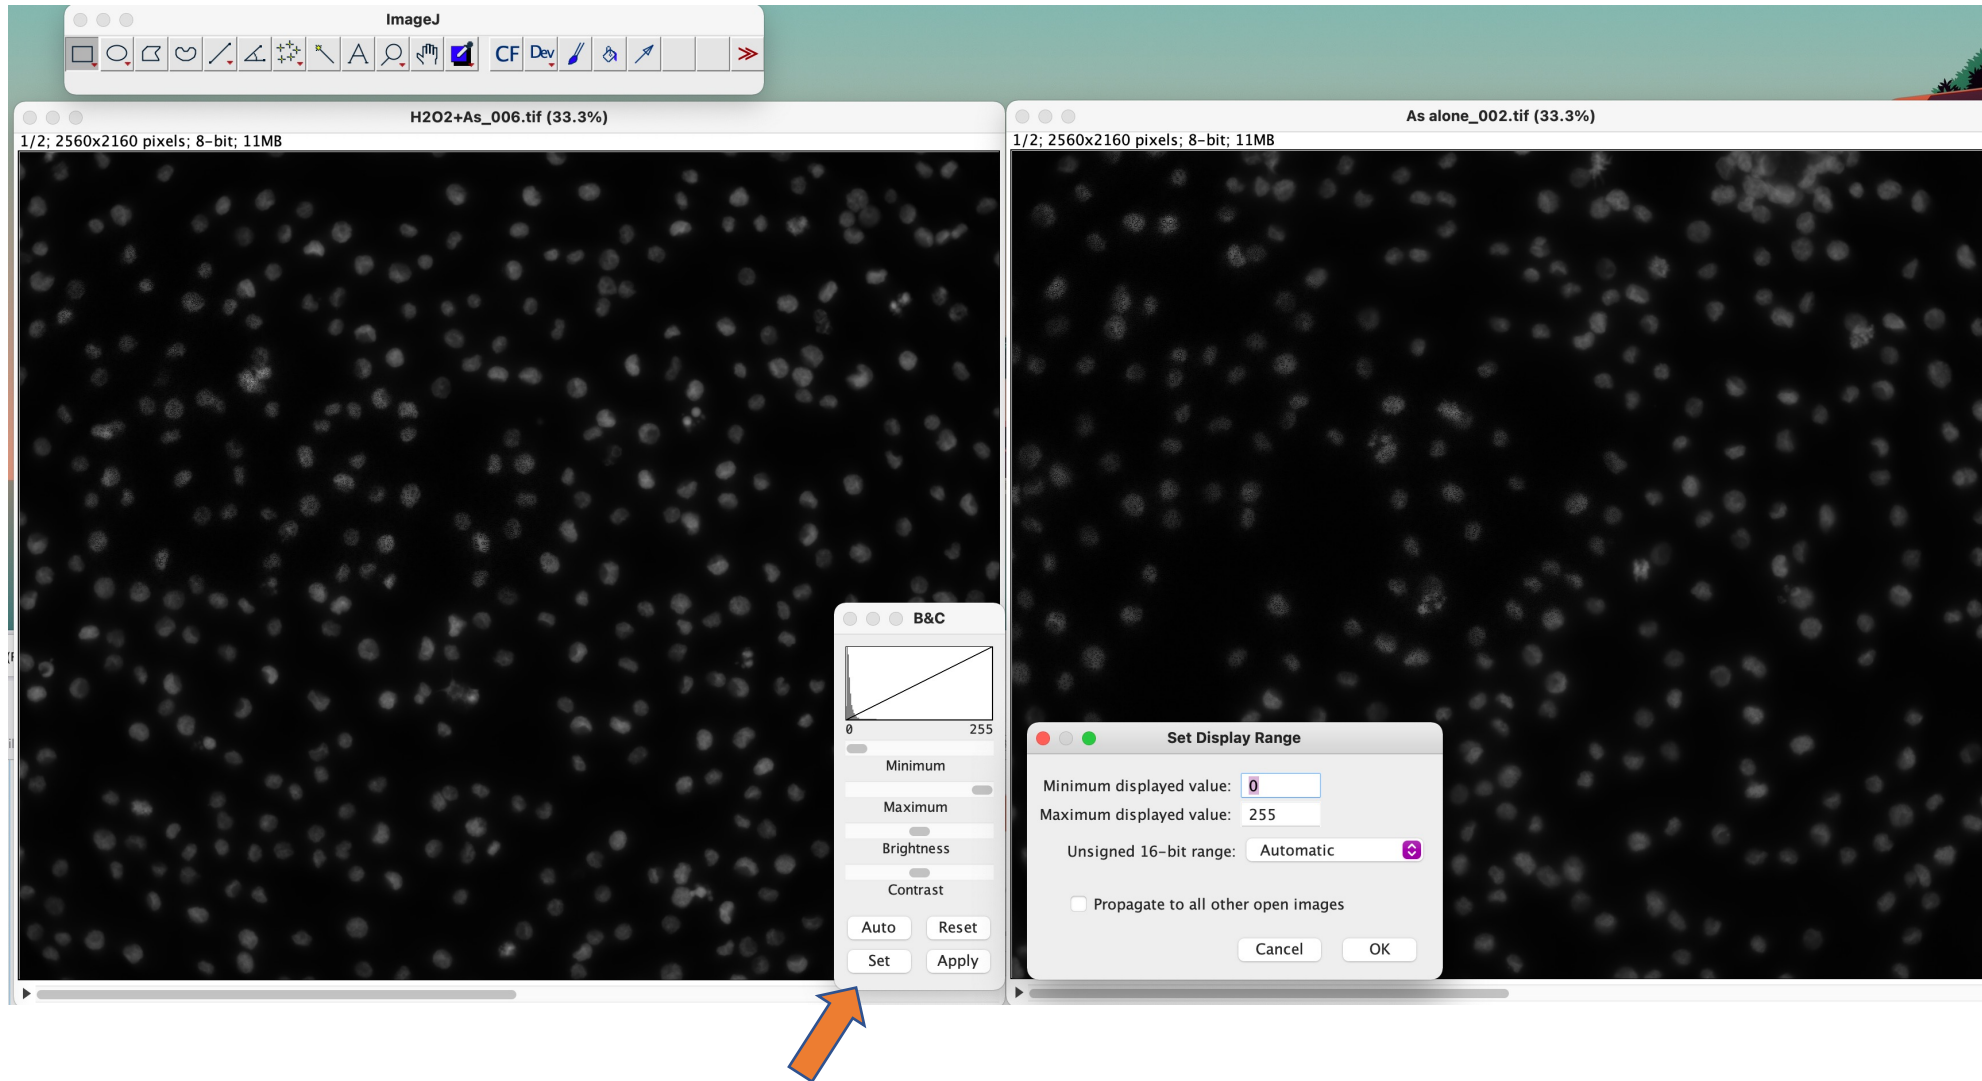 ImageJ
A
CF
Dev
H2O2+As_006.tif (33.3%)
1/2; 2560x2160 pixels; 8-bit; 11MB
As alone_002.tif (33.3%)
1/2; 2560x2160 pixels; 8-bit; 11MB
B&C
0 255
Minimum
Maximum
Brightness
Contrast
Auto Reset
Set Apply
Set Display Range
Minimum displayed value: 0
Maximum displayed value: 255
Unsigned 16-bit range: Automatic
Propagate to all other open images
Cancel OK